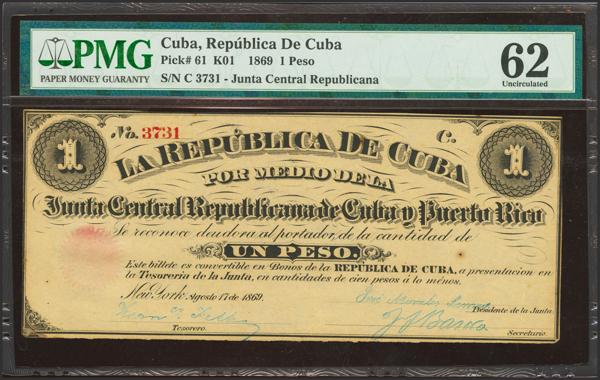 PMG
PAPER MONEY GUARANTY
Cuba, República De Cuba
Pick# 61 K01 1869 1 Peso
S/N C 3731 - Junta Central Republicana
62
Uncirculated
No. 3731
C.
1
1
LA REPÚBLICA DE CUBA
POR MEDIO DE LA
Junta Central Republicana de Cuba y Puerto Rico
Se reconoce deudora al portador, de la cantidad de
UN PESO.
Este billete es convertible en Bonos de la REPÚBLICA DE CUBA, a presentacion en
la Tesorería de la Junta, en cantidades de cien pesos á lo ménos.
New York Agosto 17 de 1869.
Presidente de la Junta
Tesorero.
Secretario.